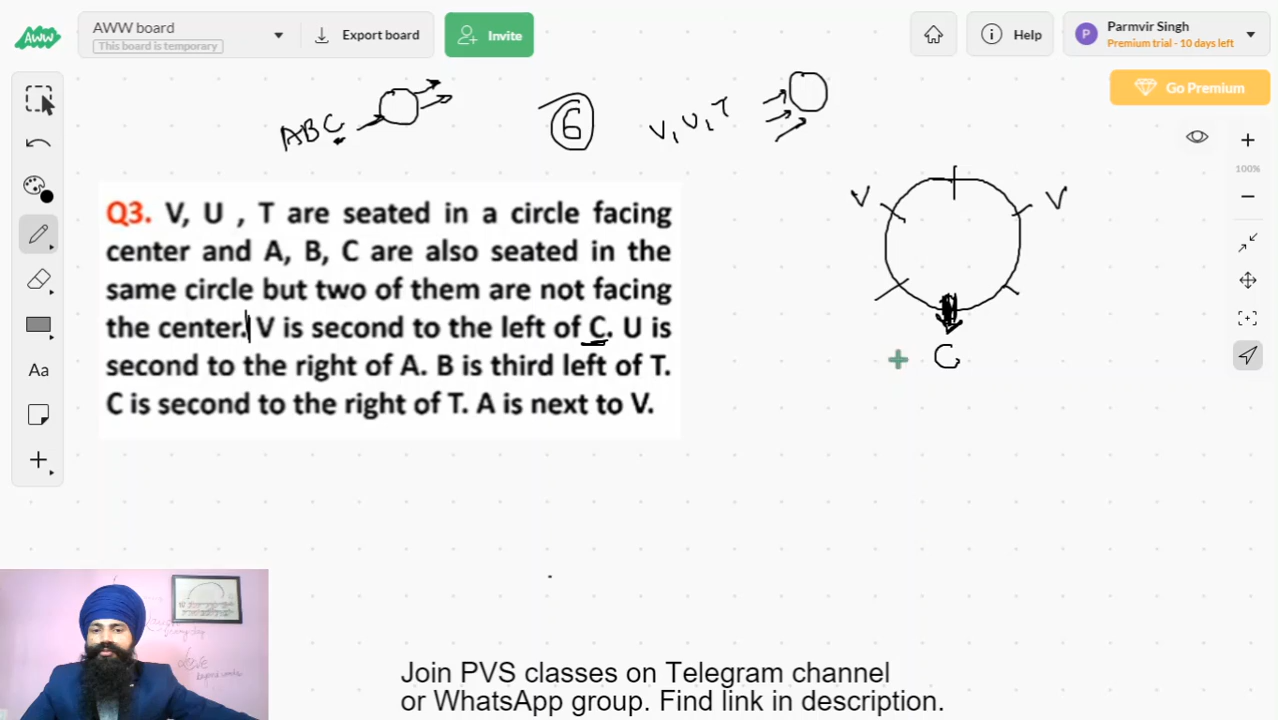 AWW
AWW board
This board is temporary
Export board
Invite
Help
P
Parmvir Singh
Premium trial - 10 days left
Go Premium
100%
Aa
ABC
6
V, U, T
V
V
C
Q3. V, U , T are seated in a circle facing
center and A, B, C are also seated in the
same circle but two of them are not facing
the center. V is second to the left of C. U is
second to the right of A. B is third left of T.
C is second to the right of T. A is next to V.
Join PVS classes on Telegram channel
or WhatsApp group. Find link in description.